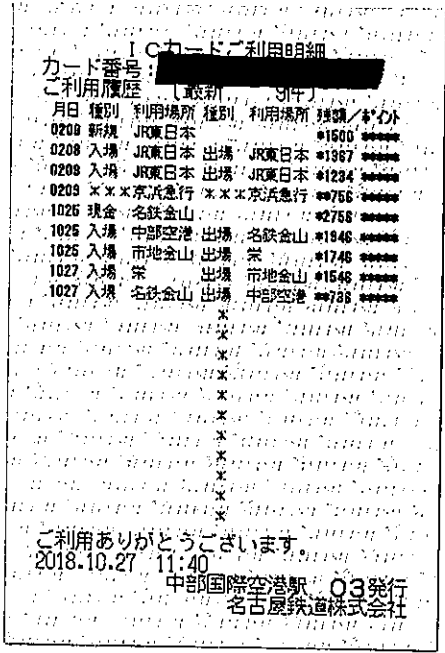 ICカードご利用明細
カード番号:
ご利用履歴 [最新 9件]
月日 種別 利用場所 種別 利用場所 残額/ポイント
0208 新規 JR東日本 *1500 *****
0208 入場 JR東日本 出場 JR東日本 *1367 *****
0209 入場 JR東日本 出場 JR東日本 *1234 *****
0209 *** 京浜急行 *** 京浜急行 **756 *****
1025 現金 名鉄金山 *2756 *****
1025 入場 中部空港 出場 名鉄金山 *1946 *****
1025 入場 市地金山 出場 栄 *1746 *****
1027 入場 栄 出場 市地金山 *1546 *****
1027 入場 名鉄金山 出場 中部空港 **736 *****
*
*
*
*
*
*
*
*
*
*
*
ご利用ありがとうございます。
2018.10.27 11:40
中部国際空港駅 03発行
名古屋鉄道株式会社